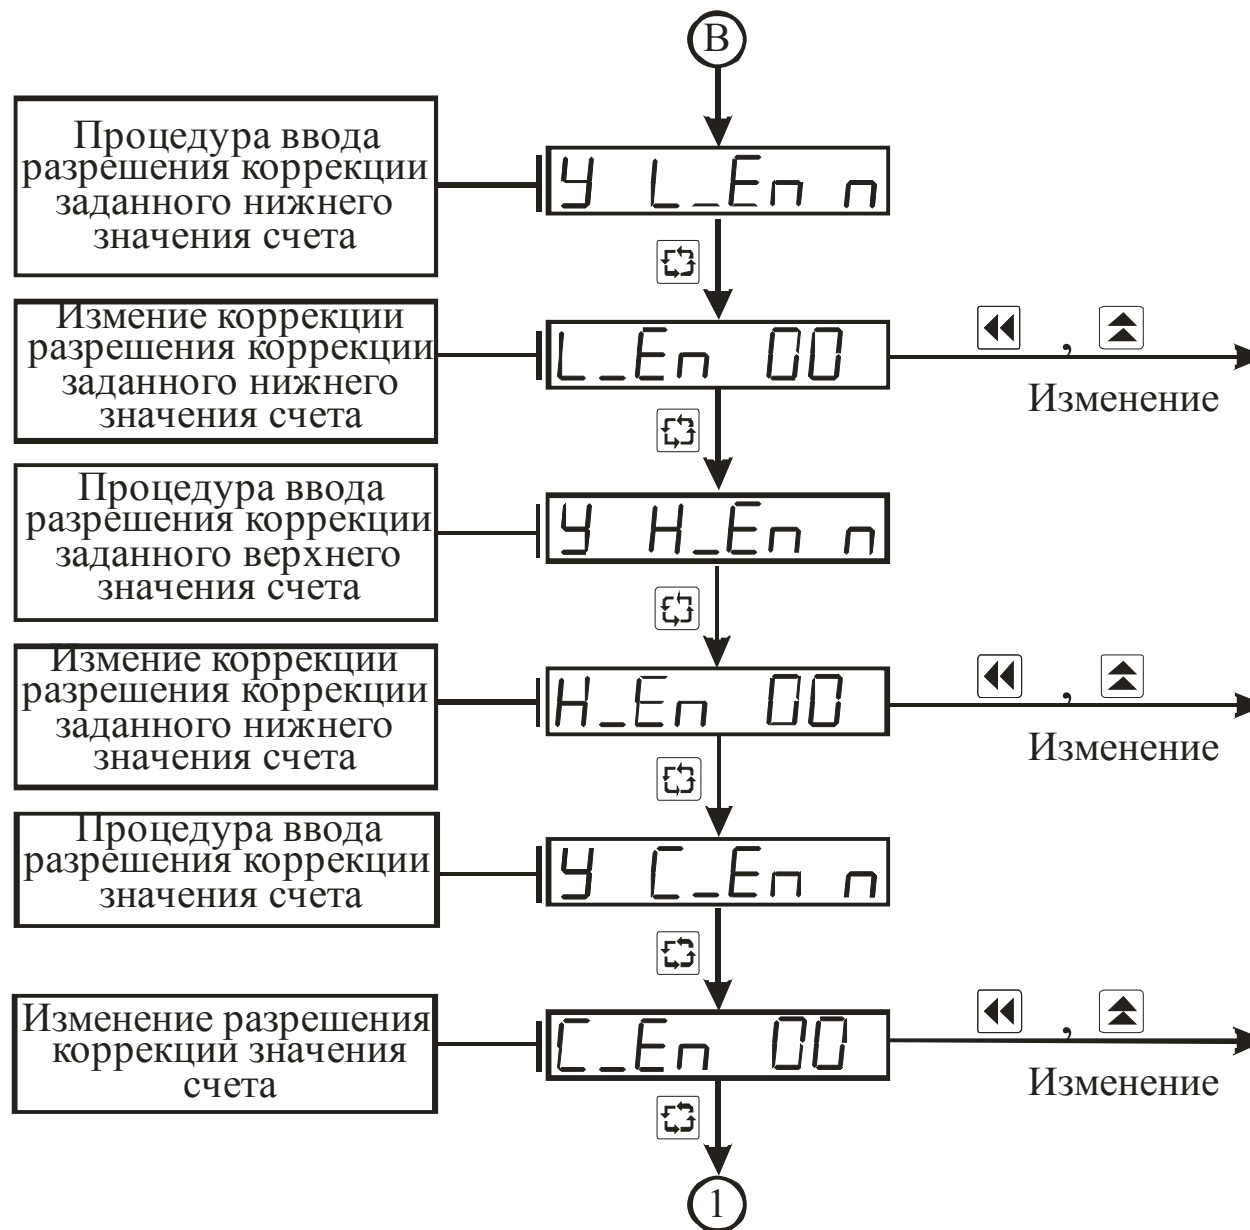 B
Процедура ввода
разрешения коррекции
заданного нижнего
значения счета
У L_En n
Измение коррекции
разрешения коррекции
заданного нижнего
значения счета
L_En 00
,
Изменение
Процедура ввода
разрешения коррекции
заданного верхнего
значения счета
У H_En n
Измение коррекции
разрешения коррекции
заданного нижнего
значения счета
H_En 00
,
Изменение
Процедура ввода
разрешения коррекции
значения счета
У C_En n
Изменение разрешения
коррекции значения
счета
C_En 00
,
Изменение
1